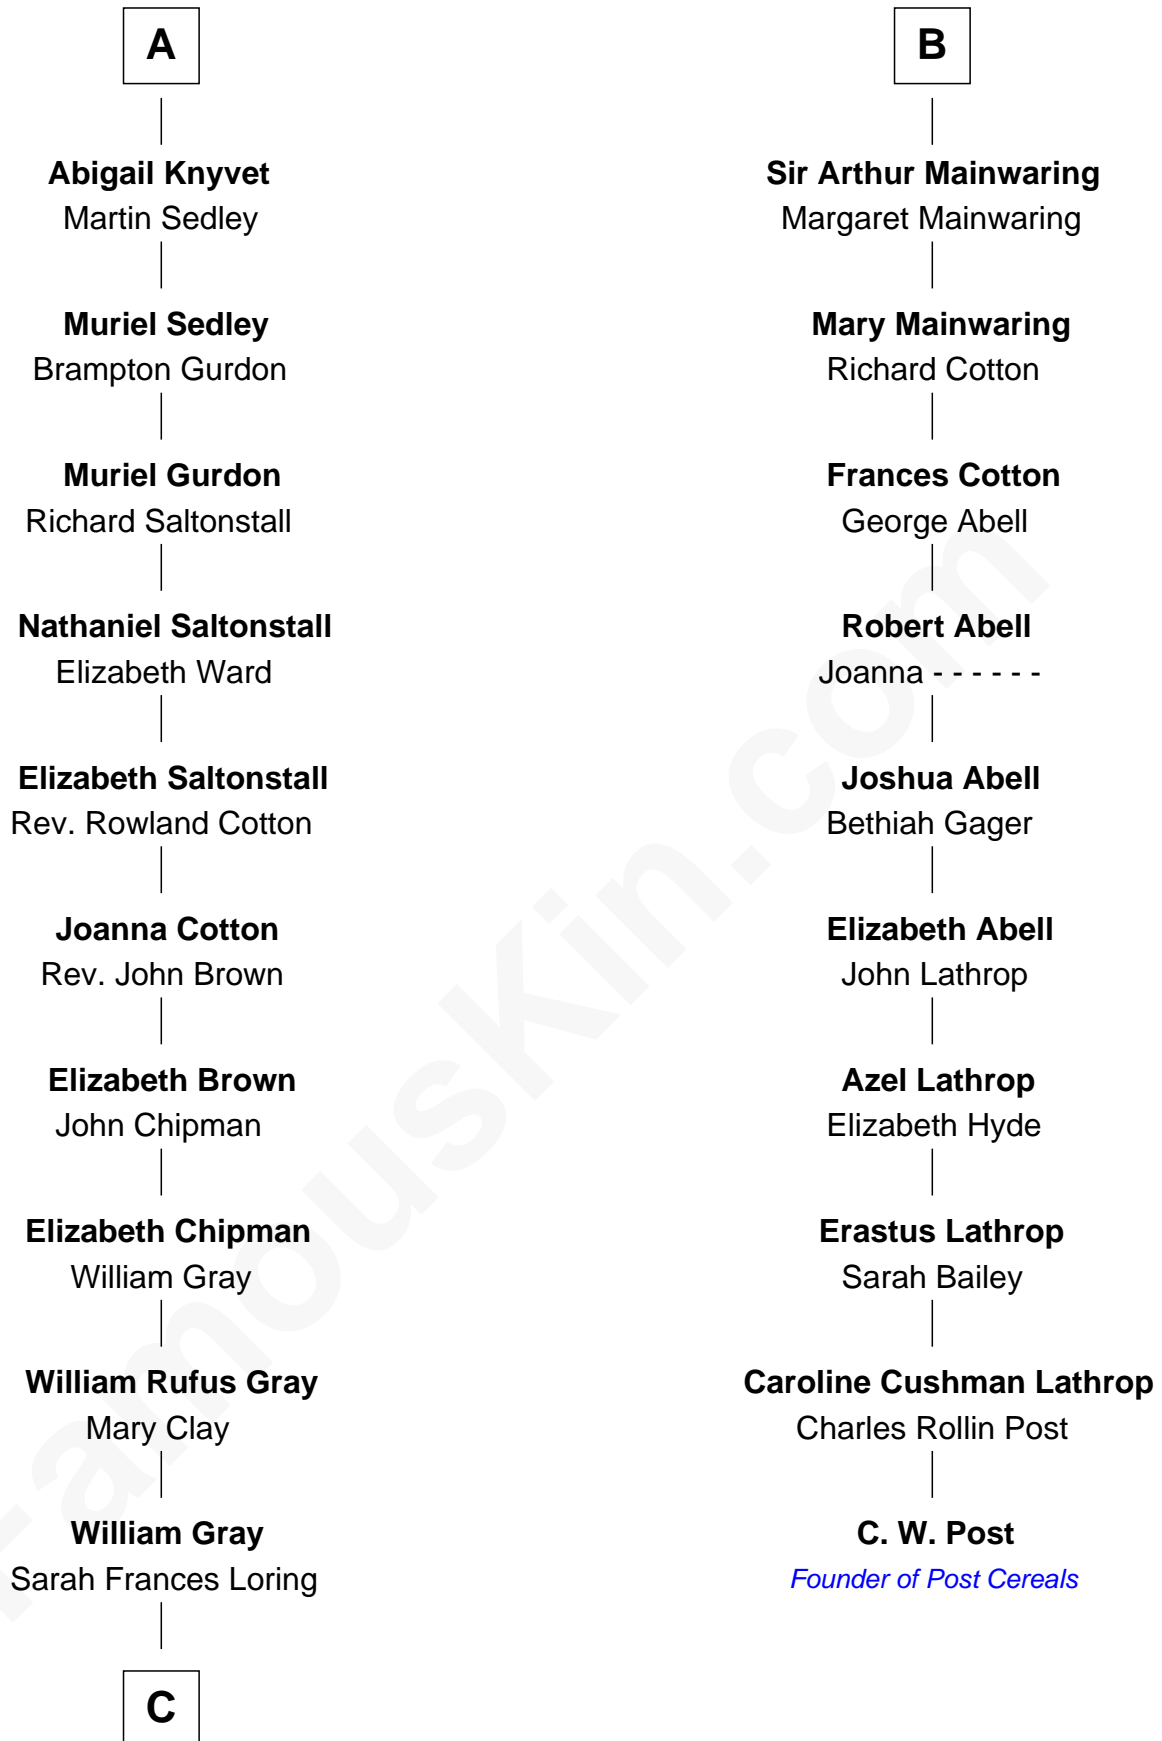 A
Abigail Knyvet
Martin Sedley
Muriel Sedley
Brampton Gurdon
Muriel Gurdon
Richard Saltonstall
Nathaniel Saltonstall
Elizabeth Ward
Elizabeth Saltonstall
Rev. Rowland Cotton
Joanna Cotton
Rev. John Brown
Elizabeth Brown
John Chipman
Elizabeth Chipman
William Gray
William Rufus Gray
Mary Clay
William Gray
Sarah Frances Loring
C
B
Sir Arthur Mainwaring
Margaret Mainwaring
Mary Mainwaring
Richard Cotton
Frances Cotton
George Abell
Robert Abell
Joanna - - - - - -
Joshua Abell
Bethiah Gager
Elizabeth Abell
John Lathrop
Azel Lathrop
Elizabeth Hyde
Erastus Lathrop
Sarah Bailey
Caroline Cushman Lathrop
Charles Rollin Post
C. W. Post
Founder of Post Cereals
FamousKin.com